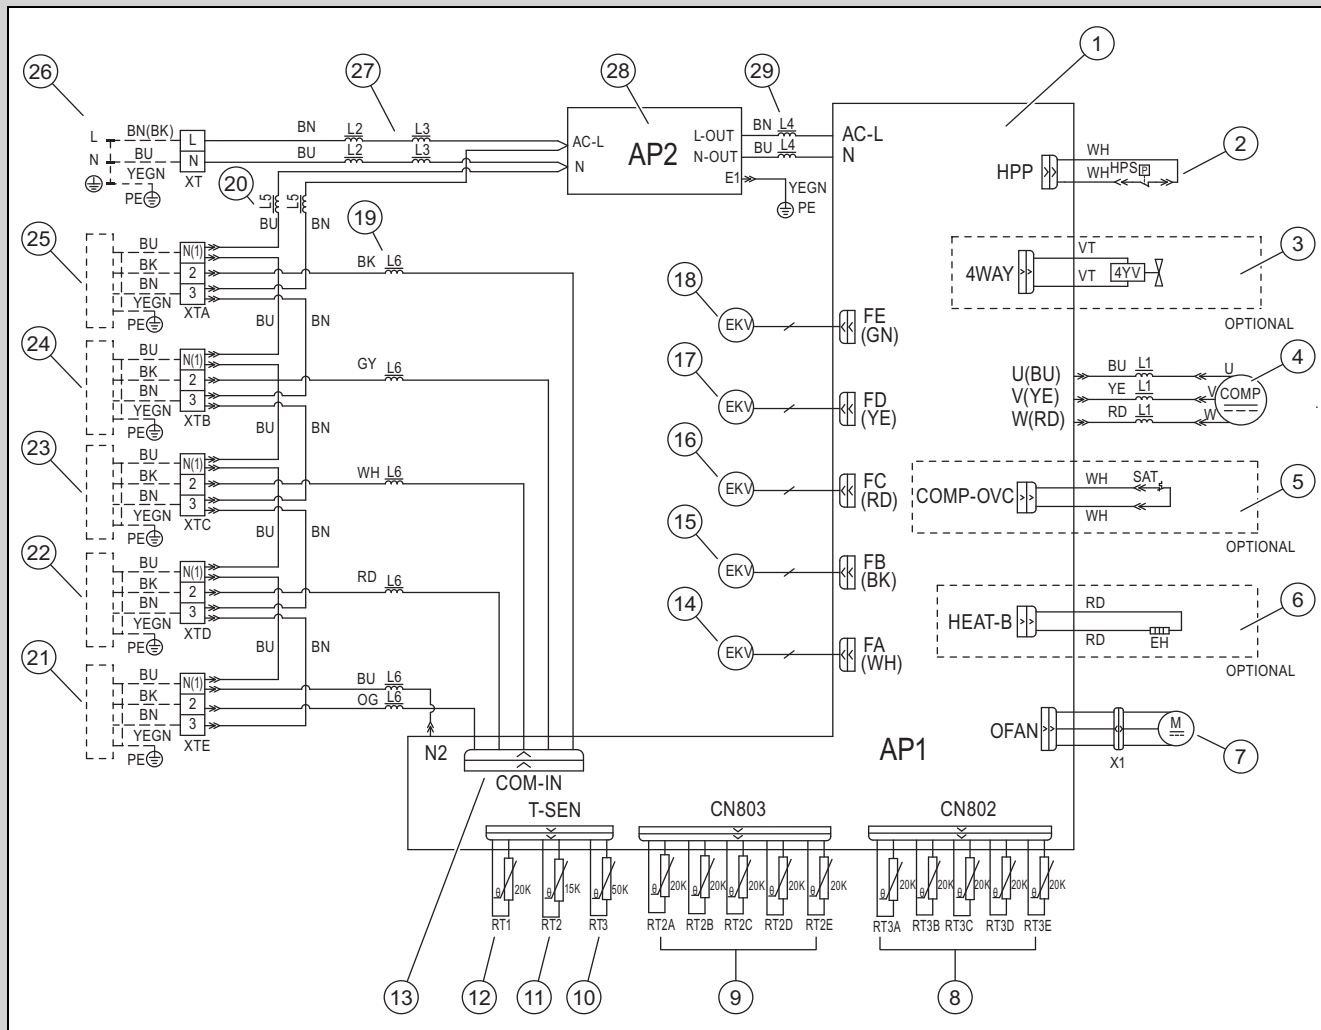 26
27
28
29
1
L
BN(BK)
L
BN
L2
L3
AC-L
AP2
L-OUT
BN
L4
AC-L
N
BU
N
BU
L2
L3
N
N-OUT
BU
L4
N
YEGN
XT
PE
E1
YEGN
PE
HPP
WH
WH
HPS
P
2
20
L5
L5
BU
BN
19
25
BU
N(1)
BK
2
BN
3
YEGN
XTA
PE
BK
L6
BU
BN
4WAY
VT
VT
4YV
3
OPTIONAL
18
EKV
FE
(GN)
24
BU
N(1)
BK
2
BN
3
YEGN
XTB
PE
GY
L6
BU
BN
17
EKV
FD
(YE)
U(BU)
V(YE)
W(RD)
BU
L1
U
YE
L1
V
RD
L1
W
COMP
4
23
BU
N(1)
BK
2
BN
3
YEGN
XTC
PE
WH
L6
BU
BN
16
EKV
FC
(RD)
COMP-OVC
WH
SAT
WH
5
OPTIONAL
22
BU
N(1)
BK
2
BN
3
YEGN
XTD
PE
RD
L6
BU
BN
15
EKV
FB
(BK)
14
EKV
FA
(WH)
HEAT-B
RD
RD
EH
6
OPTIONAL
21
BU
N(1)
BK
2
BN
3
YEGN
XTE
PE
BU
L6
OG
L6
N2
COM-IN
AP1
OFAN
X1
M
7
T-SEN
CN803
CN802
θ
20K
θ
15K
θ
50K
θ
20K
θ
20K
θ
20K
θ
20K
θ
20K
θ
20K
θ
20K
θ
20K
θ
20K
θ
20K
RT1
RT2
RT3
RT2A
RT2B
RT2C
RT2D
RT2E
RT3A
RT3B
RT3C
RT3D
RT3E
13
12
11
10
9
8